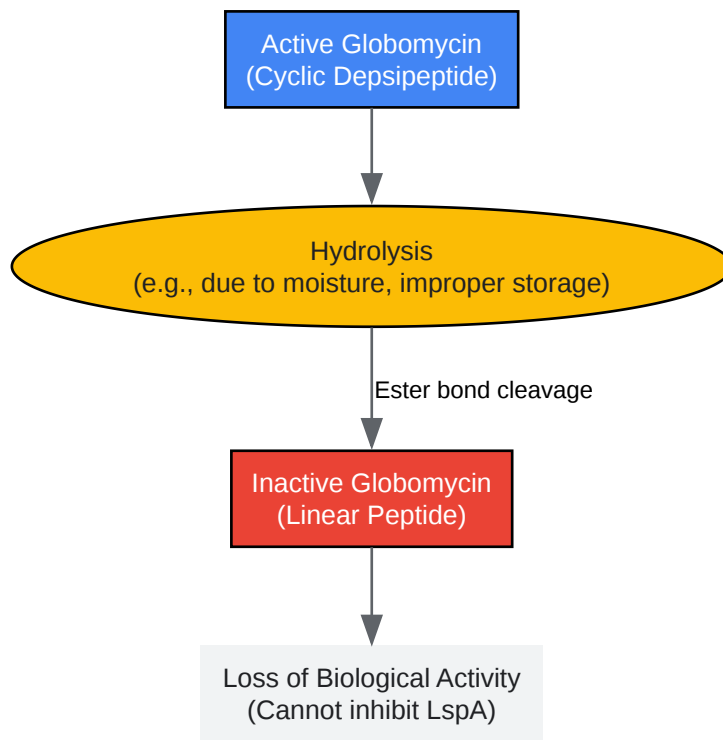 Active Globomycin
(Cyclic Depsipeptide)
Hydrolysis
(e.g., due to moisture, improper storage)
Ester bond cleavage
Inactive Globomycin
(Linear Peptide)
Loss of Biological Activity
(Cannot inhibit LspA)